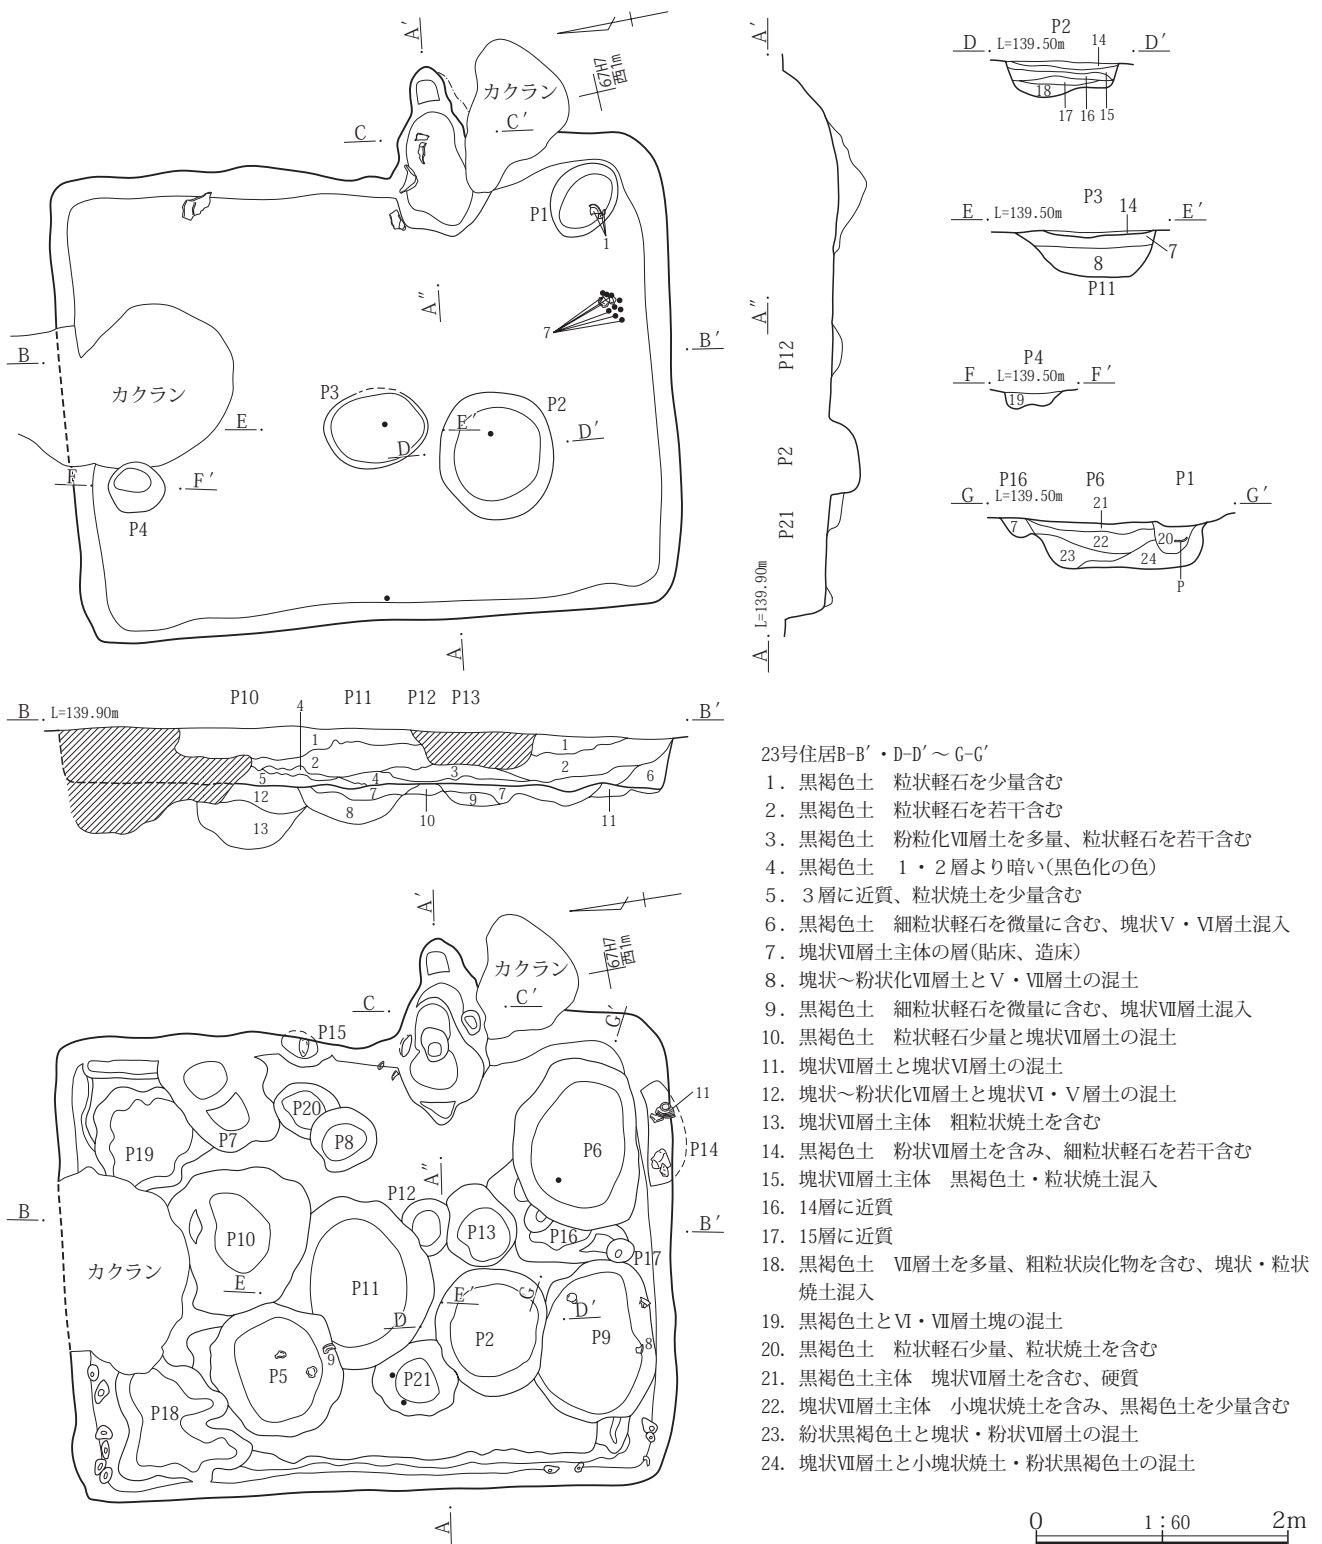 A′
67H7
西1m
カクラン
C .
. C′
P1
1
A″
7
B .
. B′
カクラン
P3
P2
E .
. E′
D .
. D′
F .
. F′
P4
A
A′
A″
P12
P2
P21
A . L=139.90m
P2
D . L=139.50m 14 . D′
18
17 16 15
P3
E . L=139.50m 14 . E′
7
8
P11
P4
F . L=139.50m . F′
19
P16 P6 P1
G . L=139.50m 21 . G′
7 22 20
23 24
P
P10 P11 P12 P13
B . L=139.90m 4 . B′
1 1
2 2
5 4 3 6
12 7 9 7
13 8 10 11
A′
67H7
西1m
カクラン
C .
. C′
G′
P15
11
P20
P8
P7
P19
P6
P14
A″
P12
B .
. B′
P10
P13
P16
P17
カクラン
E .
P11
. E′
G
D .
. D′
P2
P9
8
9
P5
P21
P18
A
23号住居B-B′・D-D′～ G-G′
1．黒褐色土　粒状軽石を少量含む
2．黒褐色土　粒状軽石を若干含む
3．黒褐色土　粉粒化Ⅶ層土を多量、粒状軽石を若干含む
4．黒褐色土　１・２層より暗い(黒色化の色)
5．３層に近質、粒状焼土を少量含む
6．黒褐色土　細粒状軽石を微量に含む、塊状Ⅴ・Ⅵ層土混入
7．塊状Ⅶ層土主体の層(貼床、造床)
8．塊状～粉状化Ⅶ層土とⅤ・Ⅶ層土の混土
9．黒褐色土　細粒状軽石を微量に含む、塊状Ⅶ層土混入
10．黒褐色土　粒状軽石少量と塊状Ⅶ層土の混土
11．塊状Ⅶ層土と塊状Ⅵ層土の混土
12．塊状～粉状化Ⅶ層土と塊状Ⅵ・Ⅴ層土の混土
13．塊状Ⅶ層土主体　粗粒状焼土を含む
14．黒褐色土　粉状Ⅶ層土を含み、細粒状軽石を若干含む
15．塊状Ⅶ層土主体　黒褐色土・粒状焼土混入
16．14層に近質
17．15層に近質
18．黒褐色土　Ⅶ層土を多量、粗粒状炭化物を含む、塊状・粒状
焼土混入
19．黒褐色土とⅥ・Ⅶ層土塊の混土
20．黒褐色土　粒状軽石少量、粒状焼土を含む
21．黒褐色土主体　塊状Ⅶ層土を含む、硬質
22．塊状Ⅶ層土主体　小塊状焼土を含み、黒褐色土を少量含む
23．紛状黒褐色土と塊状・粉状Ⅶ層土の混土
24．塊状Ⅶ層土と小塊状焼土・粉状黒褐色土の混土
0 1：60 2m